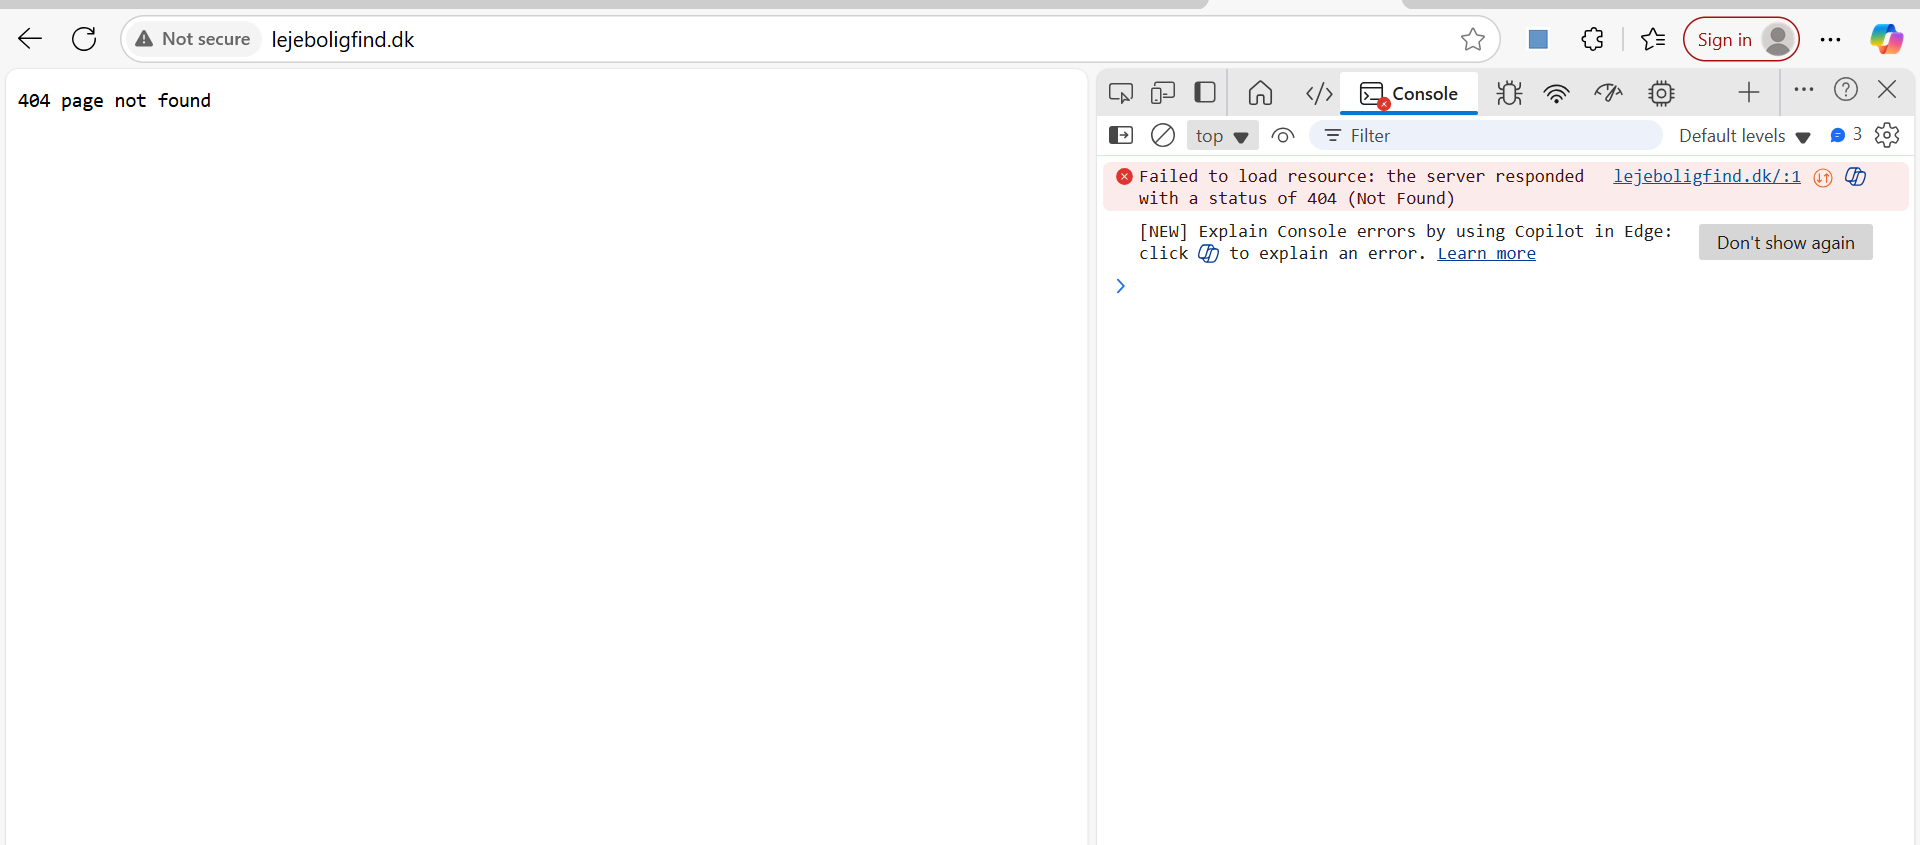 Not secure
lejeboligfind.dk
Sign in
404 page not found
Console
top
Filter
Default levels
3
Failed to load resource: the server responded
with a status of 404 (Not Found)
lejeboligfind.dk/:1
[NEW] Explain Console errors by using Copilot in Edge:
click to explain an error. Learn more
Don't show again